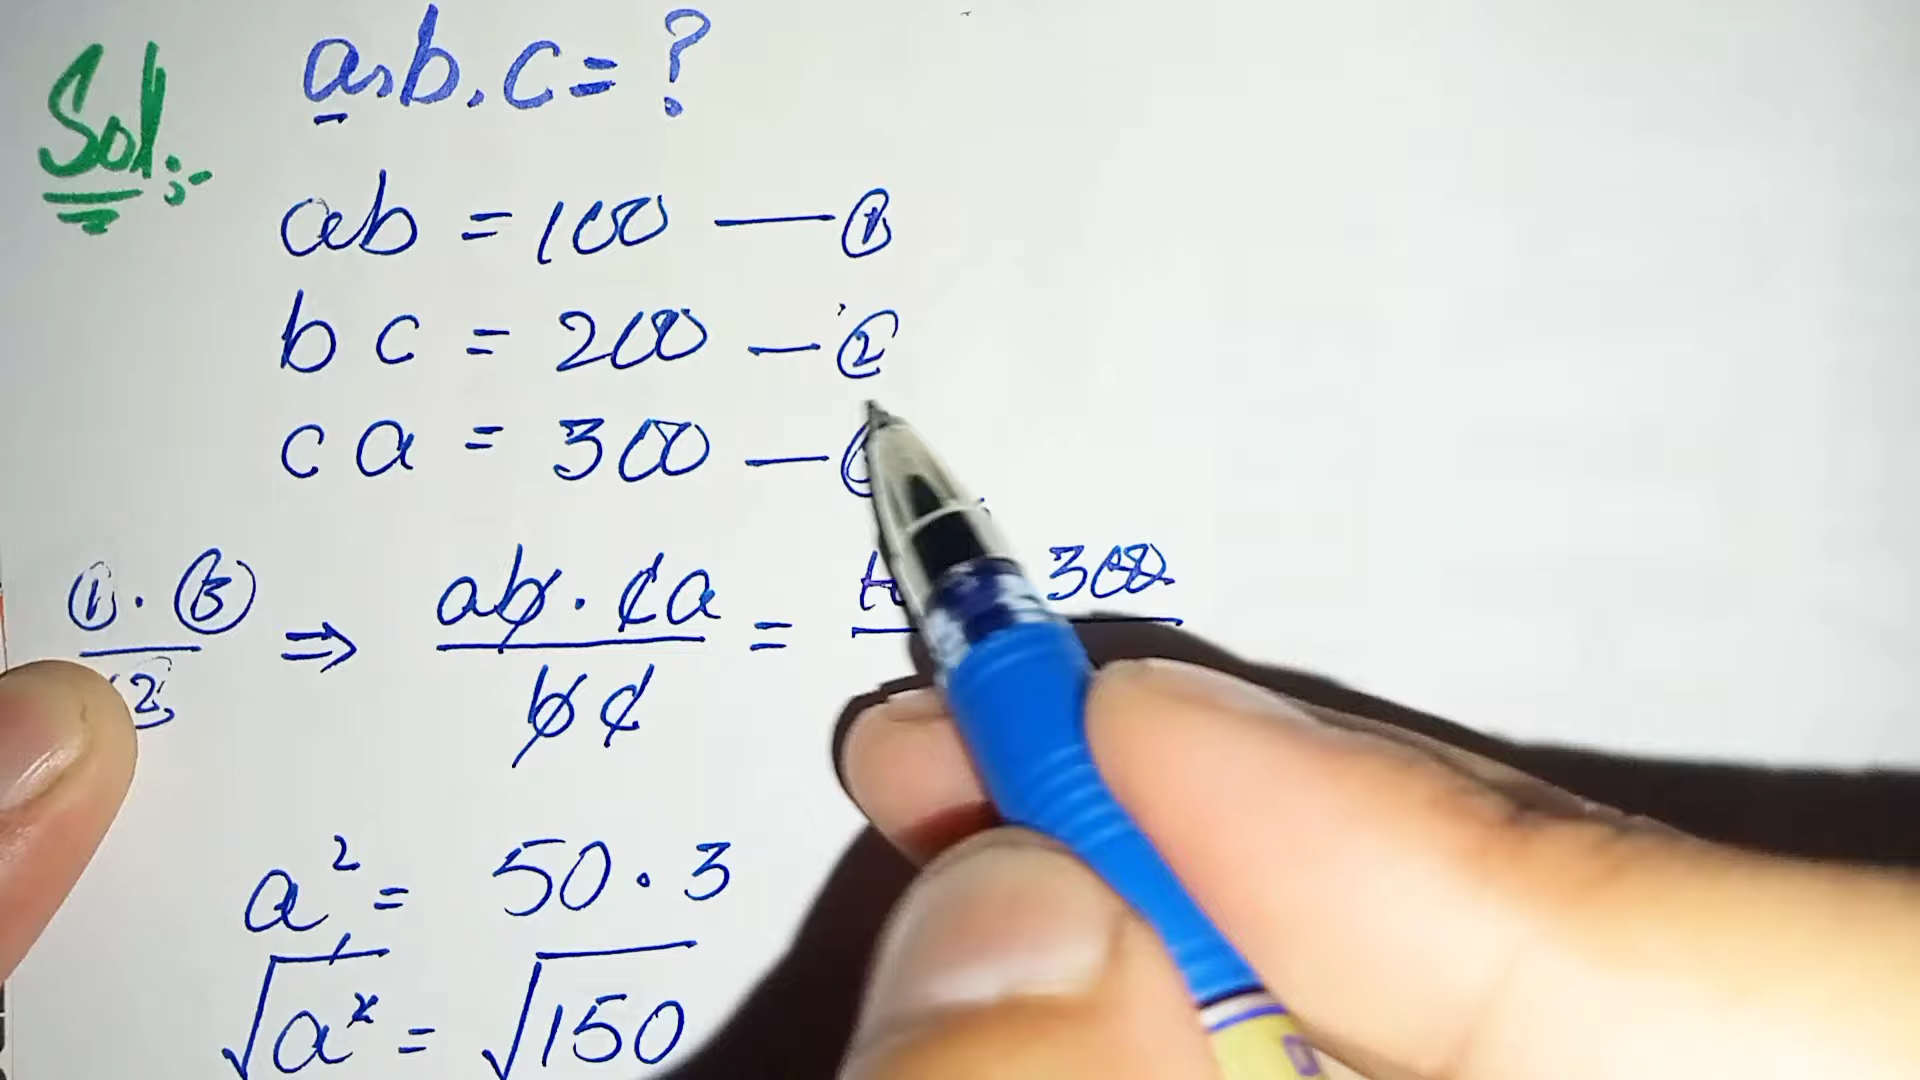 Sol:-
a,b,c=?
ab = 100 — ①
bc = 200 — ②
ca = 300 —
①·③/2 ⇒ ab·ca/bc = 300
a² = 50·3
√a² = √150